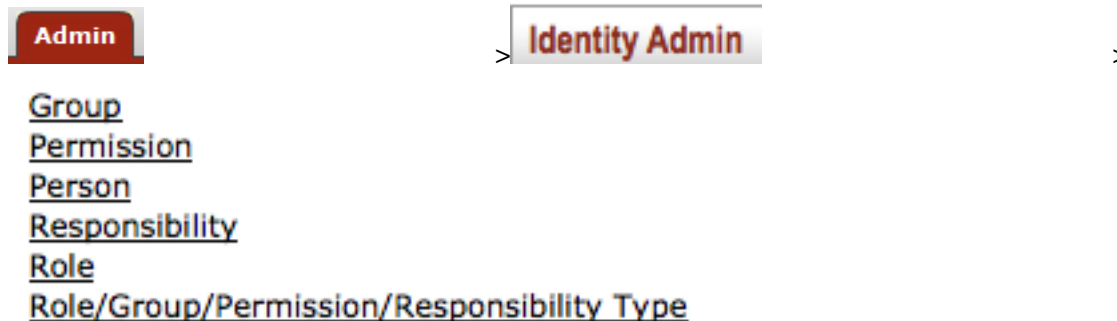 Admin > Identity Admin >
Group
Permission
Person
Responsibility
Role
Role/Group/Permission/Responsibility Type